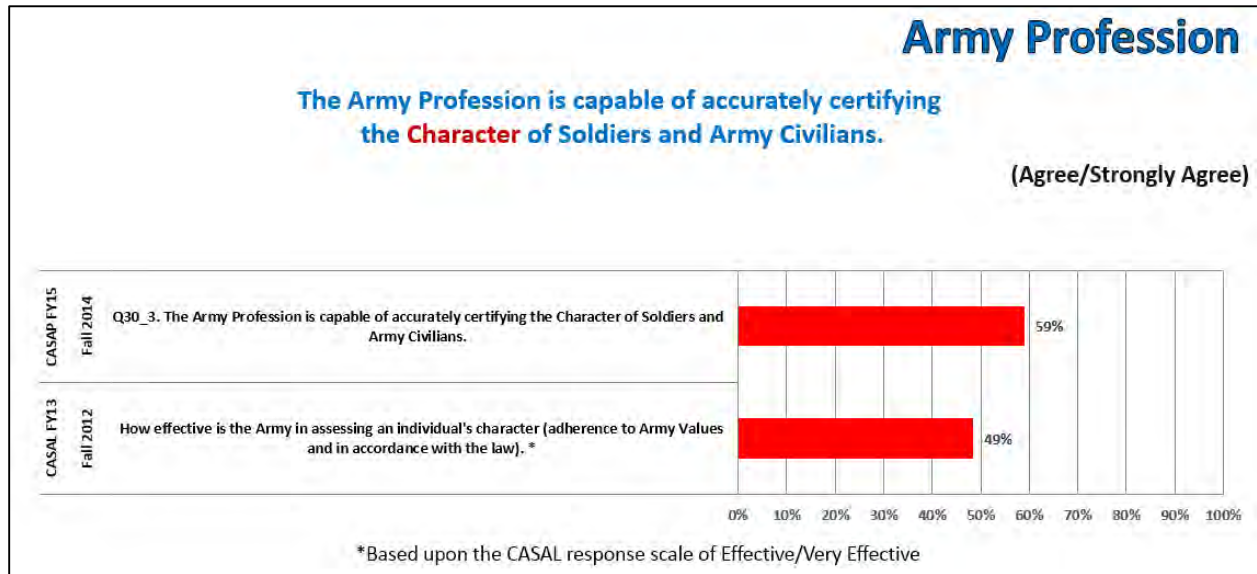 Army Profession
The Army Profession is capable of accurately certifying
the Character of Soldiers and Army Civilians.
(Agree/Strongly Agree)
CASAP FY15
Fall 2014
Q30_3. The Army Profession is capable of accurately certifying the Character of Soldiers and
Army Civilians.
59%
CASAL FY13
Fall 2012
How effective is the Army in assessing an individual's character (adherence to Army Values
and in accordance with the law). *
49%
0% 10% 20% 30% 40% 50% 60% 70% 80% 90% 100%
*Based upon the CASAL response scale of Effective/Very Effective